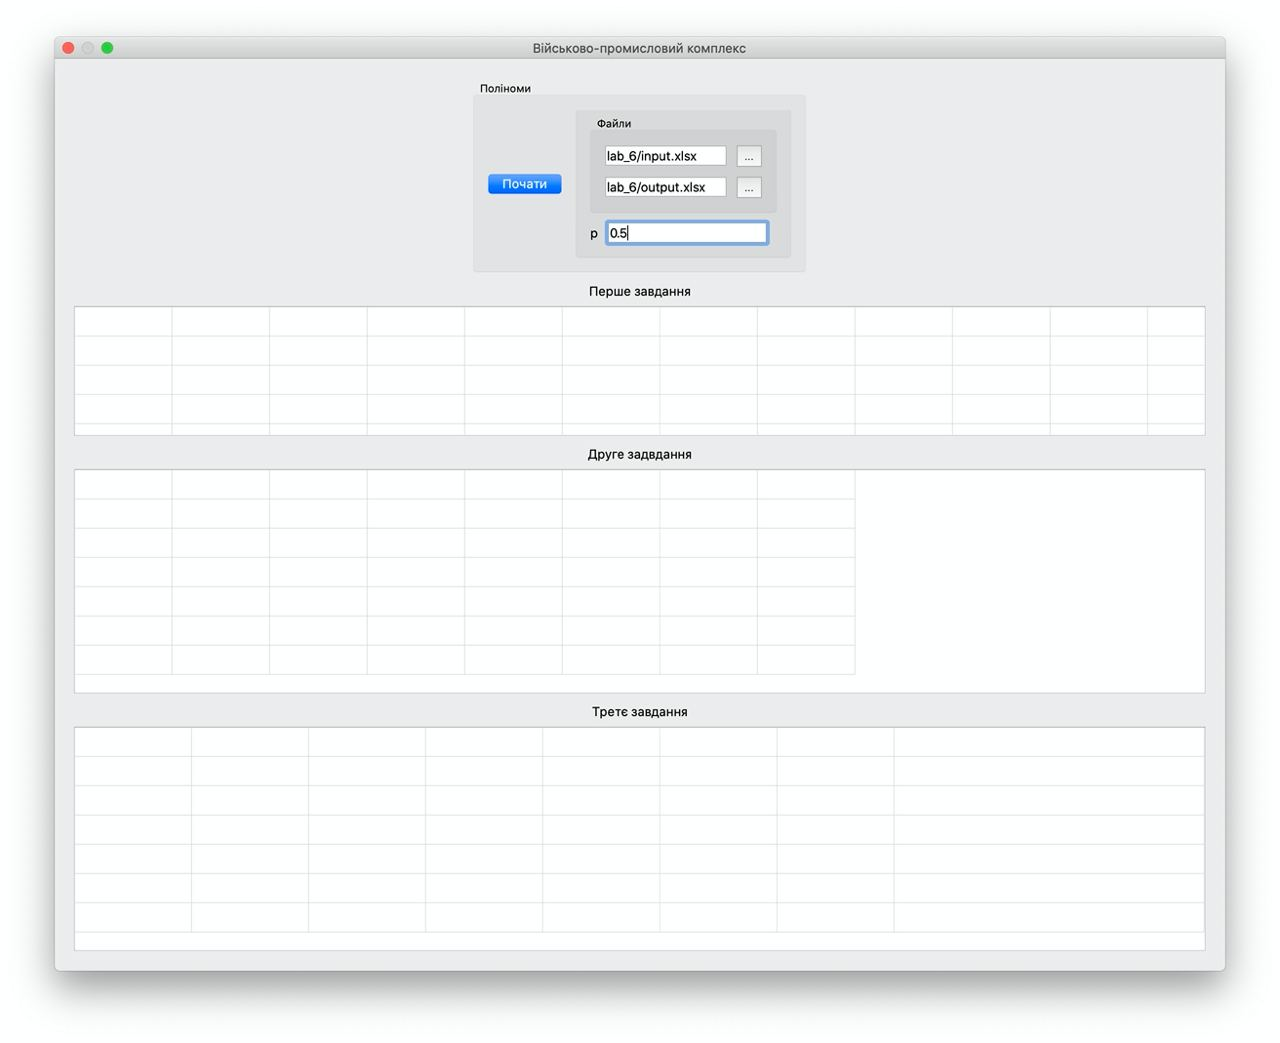 Військово-промисловий комплекс
Поліноми
Файли
lab_6/input.xlsx ...
Почати
lab_6/output.xlsx ...
p 0.5
Перше завдання
Друге задвдання
Третє завдання